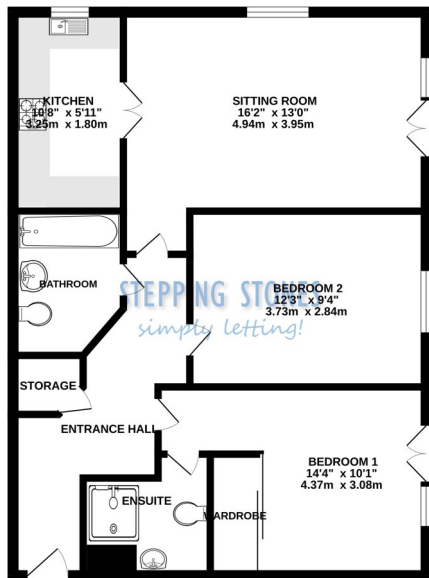 KITCHEN
10'8" x 5'11"
3.25m x 1.80m
SITTING ROOM
16'2" x 13'0"
4.94m x 3.95m
BATHROOM
STEPPING STONES
simply letting!
BEDROOM 2
12'3" x 9'4"
3.73m x 2.84m
STORAGE
ENTRANCE HALL
BEDROOM 1
14'4" x 10'1"
4.37m x 3.08m
ENSUITE
WARDROBE